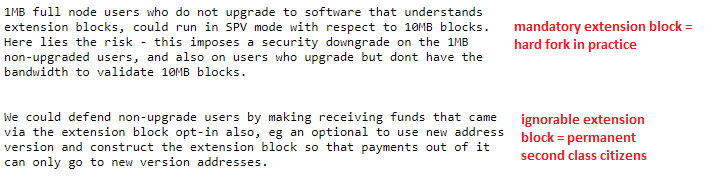 1MB full node users who do not upgrade to software that understands
extension blocks, could run in SPV mode with respect to 10MB blocks.
Here lies the risk - this imposes a security downgrade on the 1MB
non-upgraded users, and also on users who upgrade but dont have the
bandwidth to validate 10MB blocks.
mandatory extension block =
hard fork in practice
We could defend non-upgrade users by making receiving funds that came
via the extension block opt-in also, eg an optional to use new address
version and construct the extension block so that payments out of it
can only go to new version addresses.
ignorable extension
block = permanent
second class citizens